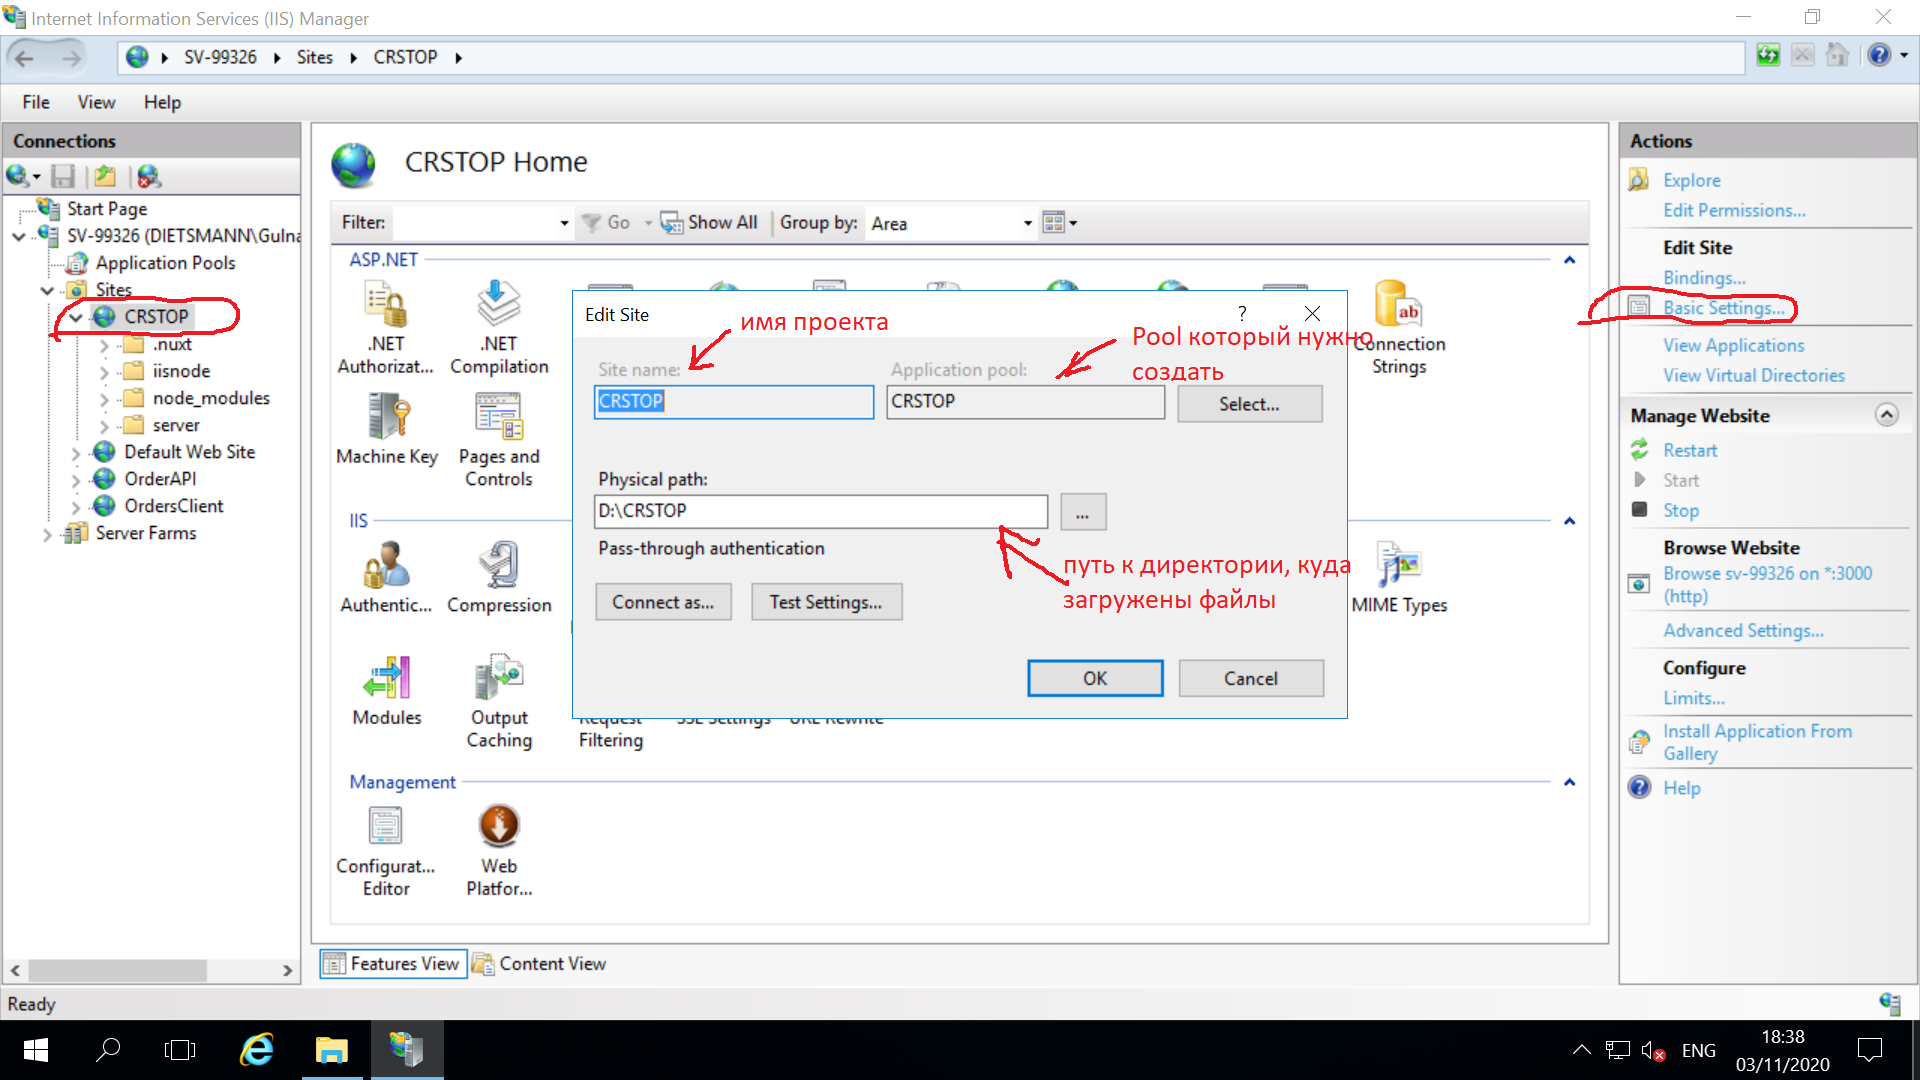 Internet Information Services (IIS) Manager
SV-99326
Sites
CRSTOP
File View Help
Connections
Start Page
SV-99326 (DIETSMANN\Gulna
Application Pools
Sites
CRSTOP
.nuxt
iisnode
node_modules
server
Default Web Site
OrderAPI
OrdersClient
Server Farms
CRSTOP Home
Filter: Go Show All Group by: Area
ASP.NET
.NET Authorizat...
.NET Compilation
Connection Strings
Machine Key
Pages and Controls
IIS
Authentic...
Compression
MIME Types
Modules
Output Caching
Request Filtering
SSL Settings
URL Rewrite
Management
Configurat... Editor
Web Platfor...
Edit Site
?
имя проекта
Pool который нужно
создать
Site name:
CRSTOP
Application pool:
CRSTOP
Select...
Physical path:
D:\CRSTOP
...
Pass-through authentication
путь к директории, куда
загружены файлы
Connect as...
Test Settings...
OK
Cancel
Features View
Content View
Actions
Explore
Edit Permissions...
Edit Site
Bindings...
Basic Settings...
View Applications
View Virtual Directories
Manage Website
Restart
Start
Stop
Browse Website
Browse sv-99326 on *:3000
(http)
Advanced Settings...
Configure
Limits...
Install Application From
Gallery
Help
Ready
ENG
18:38
03/11/2020